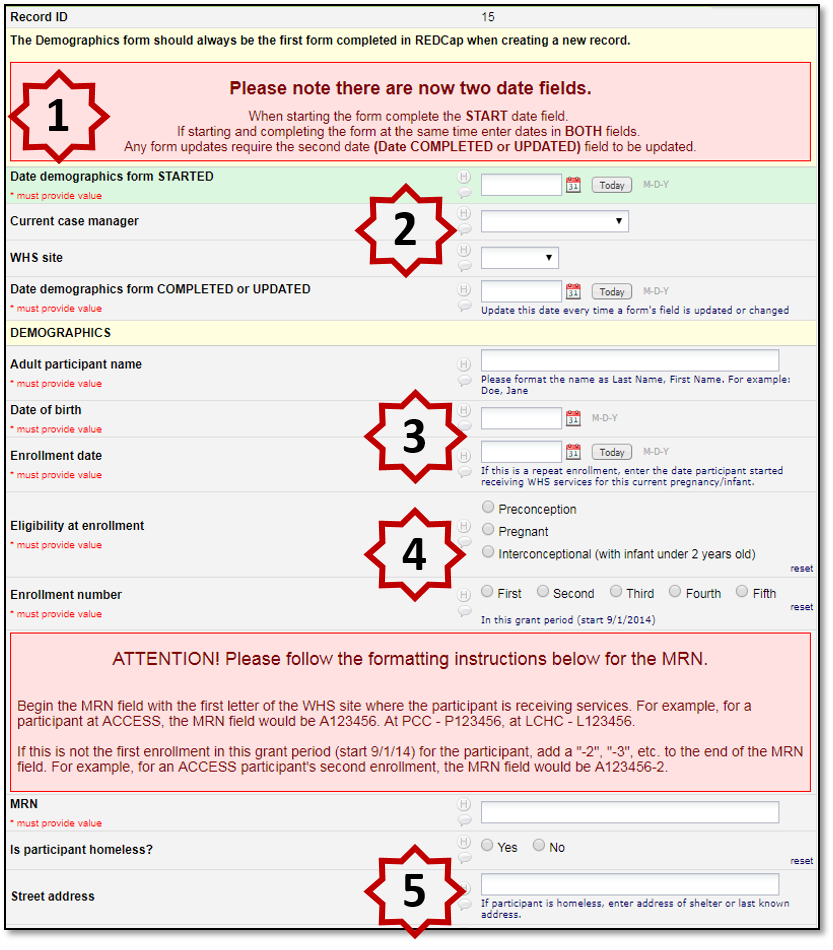 Record ID 15
The Demographics form should always be the first form completed in REDCap when creating a new record.
Please note there are now two date fields.
1
When starting the form complete the START date field.
If starting and completing the form at the same time enter dates in BOTH fields.
Any form updates require the second date (Date COMPLETED or UPDATED) field to be updated.
Date demographics form STARTED
* must provide value
H
31 Today M-D-Y
Current case manager
H
2
WHS site
H
Date demographics form COMPLETED or UPDATED
* must provide value
H
31 Today M-D-Y
Update this date every time a form's field is updated or changed
DEMOGRAPHICS
Adult participant name
* must provide value
H
Please format the name as Last Name, First Name. For example:
Doe, Jane
Date of birth
* must provide value
H
31 M-D-Y
3
Enrollment date
* must provide value
H
31 Today M-D-Y
If this is a repeat enrollment, enter the date participant started
receiving WHS services for this current pregnancy/infant.
Eligibility at enrollment
* must provide value
H
4
Preconception
Pregnant
Interconceptional (with infant under 2 years old)
reset
Enrollment number
* must provide value
H
First Second Third Fourth Fifth
reset
In this grant period (start 9/1/2014)
ATTENTION! Please follow the formatting instructions below for the MRN.
Begin the MRN field with the first letter of the WHS site where the participant is receiving services. For example, for a
participant at ACCESS, the MRN field would be A123456. At PCC - P123456, at LCHC - L123456.
If this is not the first enrollment in this grant period (start 9/1/14) for the participant, add a "-2", "-3", etc. to the end of the MRN
field. For example, for an ACCESS participant's second enrollment, the MRN field would be A123456-2.
MRN
* must provide value
H
Is participant homeless?
H
Yes No
reset
Street address
5
If participant is homeless, enter address of shelter or last known
address.